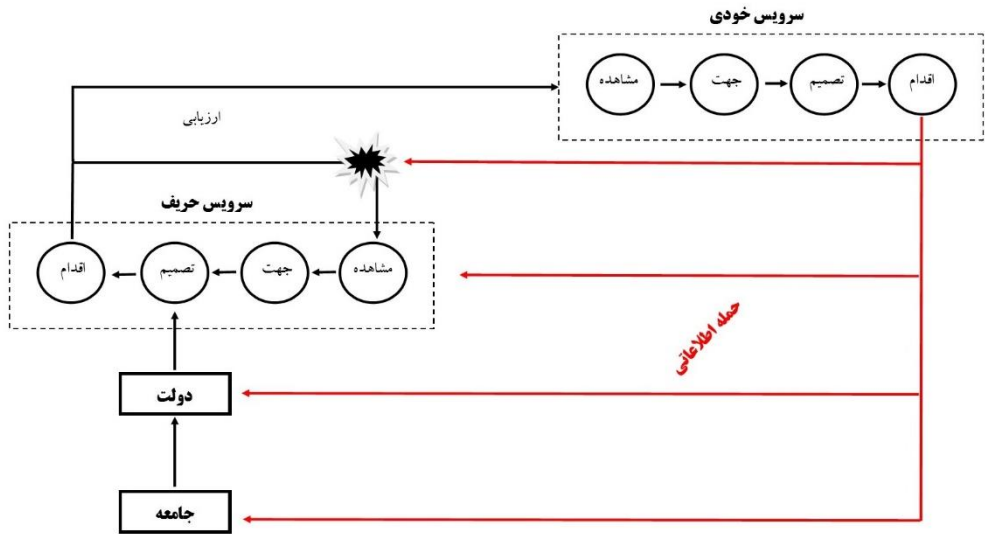 سرویس خودی
مشاهده
جهت
تصمیم
اقدام
ارزیابی
سرویس حریف
مشاهده
جهت
تصمیم
اقدام
حمله اطلاعاتی
دولت
جامعه